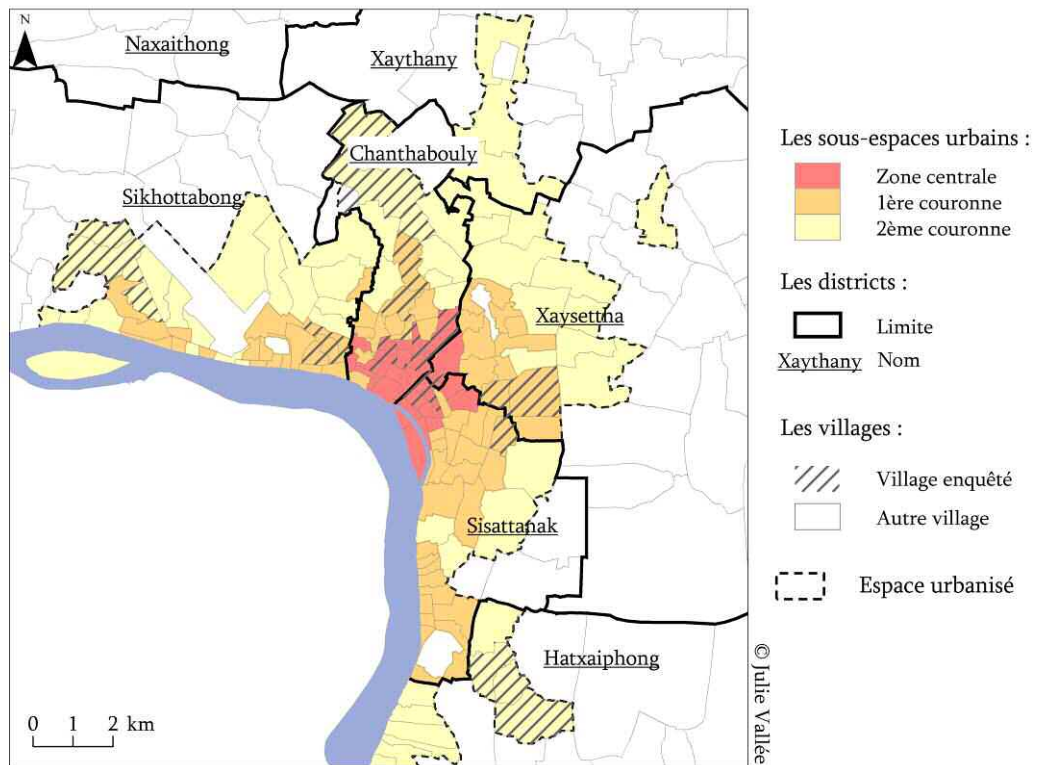 N
Naxaithong
Xaythany
Chanthabouly
Sikhottabong
Xaysettha
Sisattanak
Hatxaiphong
0 1 2 km
Les sous-espaces urbains :
Zone centrale
1ère couronne
2ème couronne
Les districts :
Limite
Xaythany Nom
Les villages :
Village enquêté
Autre village
Espace urbanisé
© Julie Vallée